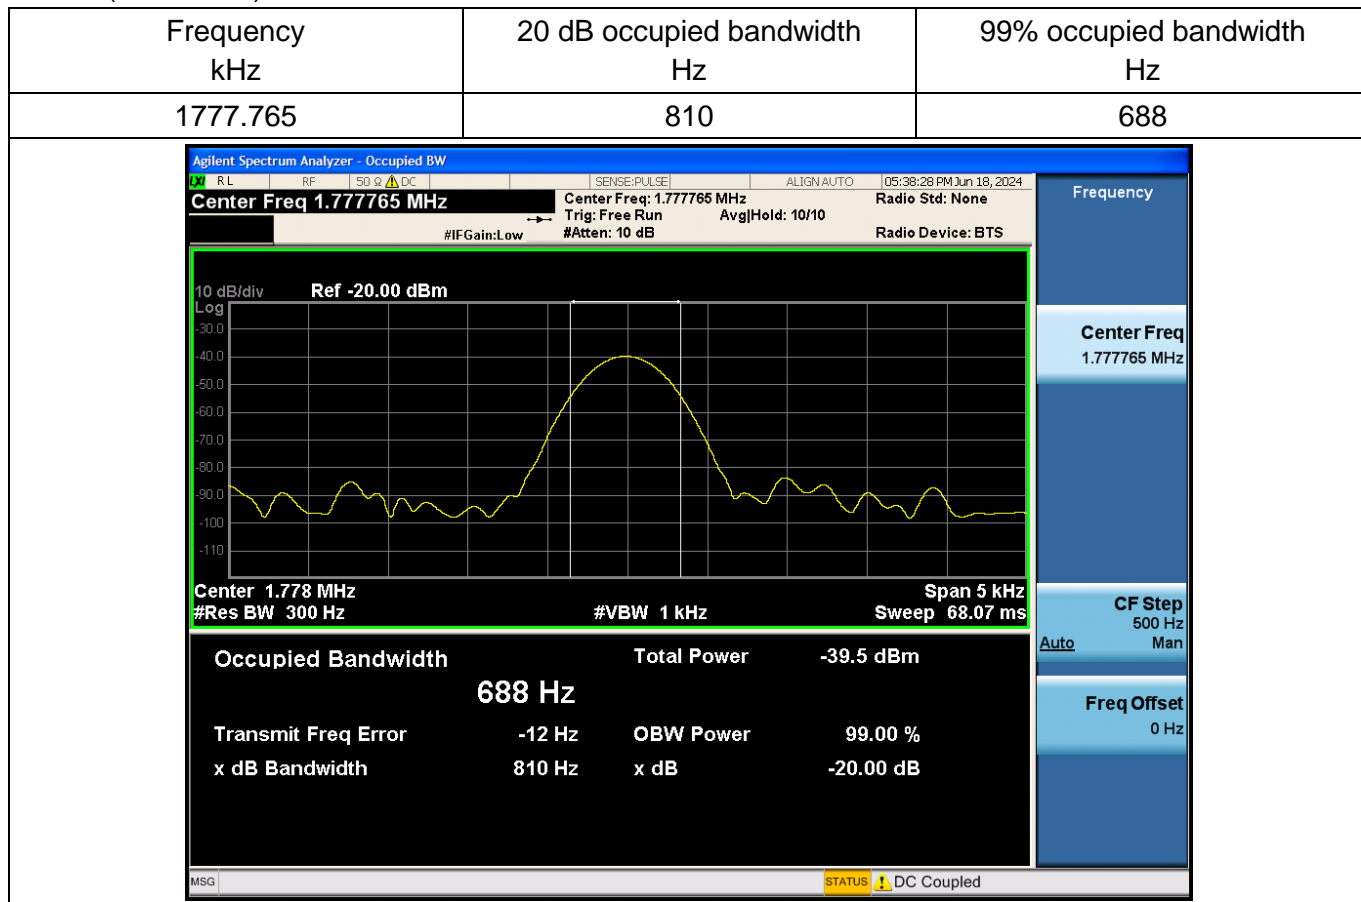 Frequency
kHz
20 dB occupied bandwidth
Hz
99% occupied bandwidth
Hz
1777.765
810
688
Agilent Spectrum Analyzer - Occupied BW
LXI RL RF 50 Ω DC SENSE:PULSE ALIGN AUTO 05:38:28 PM Jun 18, 2024
Center Freq 1.777765 MHz
#IFGain:Low
Center Freq: 1.777765 MHz
Trig: Free Run Avg|Hold: 10/10
#Atten: 10 dB
Radio Std: None
Radio Device: BTS
10 dB/div Ref -20.00 dBm
Log
-30.0
-40.0
-50.0
-60.0
-70.0
-80.0
-90.0
-100
-110
Center 1.778 MHz Span 5 kHz
#Res BW 300 Hz #VBW 1 kHz Sweep 68.07 ms
Occupied Bandwidth Total Power -39.5 dBm
688 Hz
Transmit Freq Error -12 Hz OBW Power 99.00 %
x dB Bandwidth 810 Hz x dB -20.00 dB
Frequency
Center Freq
1.777765 MHz
CF Step
500 Hz
Auto Man
Freq Offset
0 Hz
MSG STATUS DC Coupled